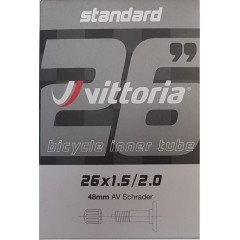 standard
26"
vittoria
bicycle inner tube
26x1.5/2.0
48mm AV Schrader